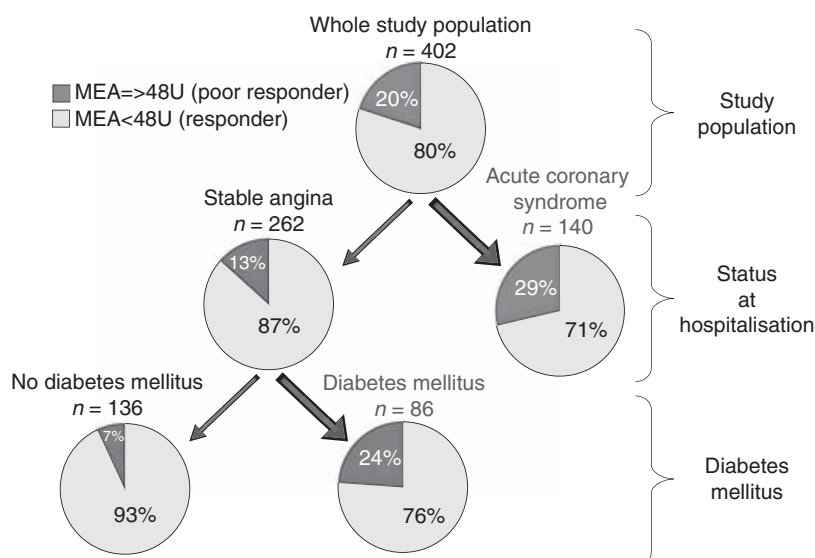 Whole study population
n = 402
MEA=>48U (poor responder)
MEA<48U (responder)
20%
80%
Study
population
Stable angina
n = 262
13%
87%
Acute coronary
syndrome
n = 140
29%
71%
Status
at
hospitalisation
No diabetes mellitus
n = 136
7%
93%
Diabetes mellitus
n = 86
24%
76%
Diabetes
mellitus